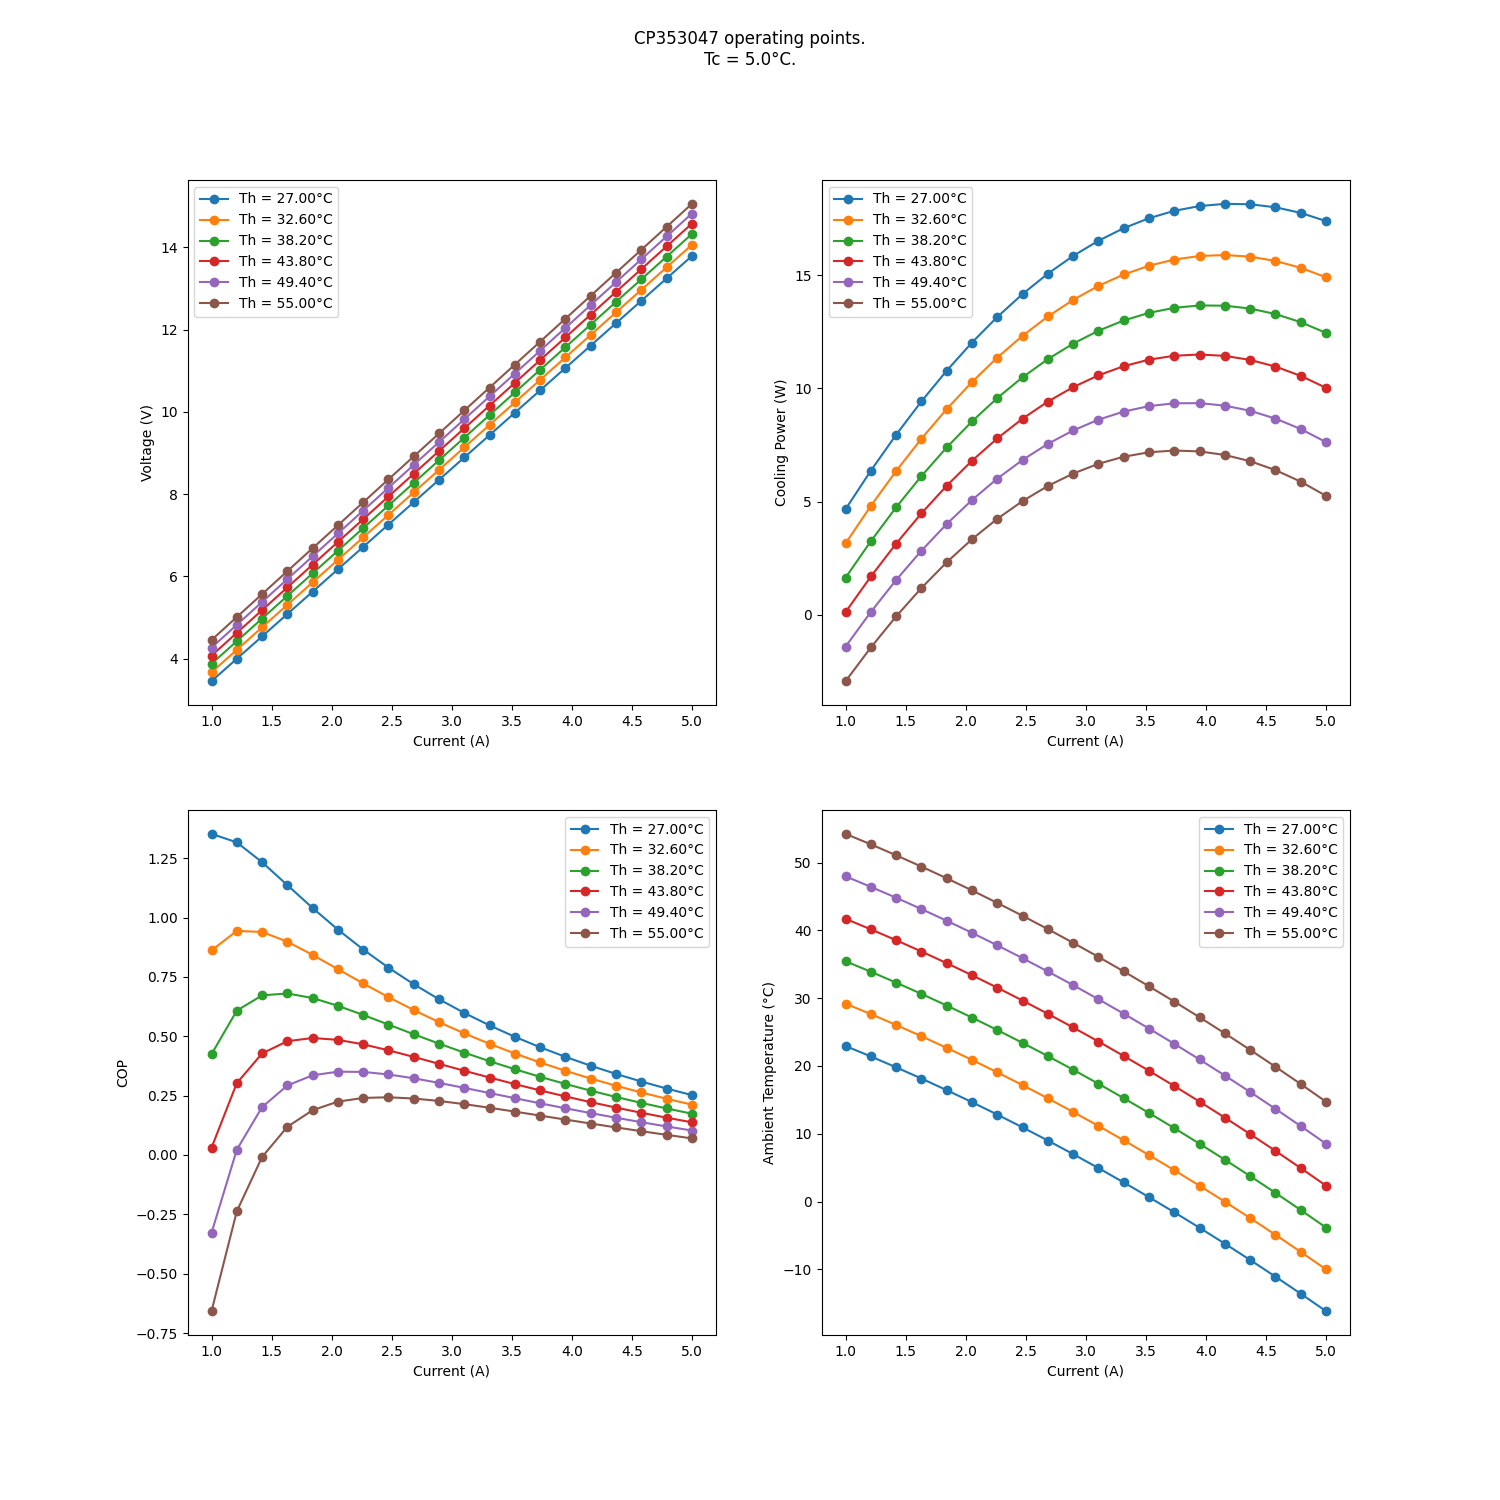 CP353047 operating points.
Tc = 5.0°C.
Th = 27.00°C
Th = 32.60°C
Th = 38.20°C
Th = 43.80°C
Th = 49.40°C
Th = 55.00°C
14
12
10
8
6
4
Voltage (V)
1.0 1.5 2.0 2.5 3.0 3.5 4.0 4.5 5.0
Current (A)
Th = 27.00°C
Th = 32.60°C
Th = 38.20°C
Th = 43.80°C
Th = 49.40°C
Th = 55.00°C
15
10
5
0
Cooling Power (W)
1.0 1.5 2.0 2.5 3.0 3.5 4.0 4.5 5.0
Current (A)
Th = 27.00°C
Th = 32.60°C
Th = 38.20°C
Th = 43.80°C
Th = 49.40°C
Th = 55.00°C
1.25
1.00
0.75
0.50
0.25
0.00
−0.25
−0.50
−0.75
COP
1.0 1.5 2.0 2.5 3.0 3.5 4.0 4.5 5.0
Current (A)
Th = 27.00°C
Th = 32.60°C
Th = 38.20°C
Th = 43.80°C
Th = 49.40°C
Th = 55.00°C
50
40
30
20
10
0
−10
Ambient Temperature (°C)
1.0 1.5 2.0 2.5 3.0 3.5 4.0 4.5 5.0
Current (A)